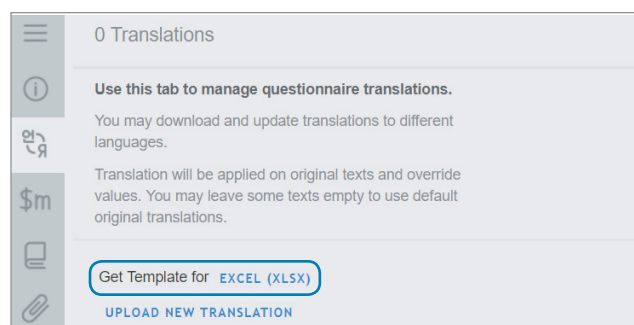 0 Translations
Use this tab to manage questionnaire translations.
You may download and update translations to different
languages.
Translation will be applied on original texts and override
values. You may leave some texts empty to use default
original translations.
$m
Get Template for EXCEL (XLSX)
UPLOAD NEW TRANSLATION